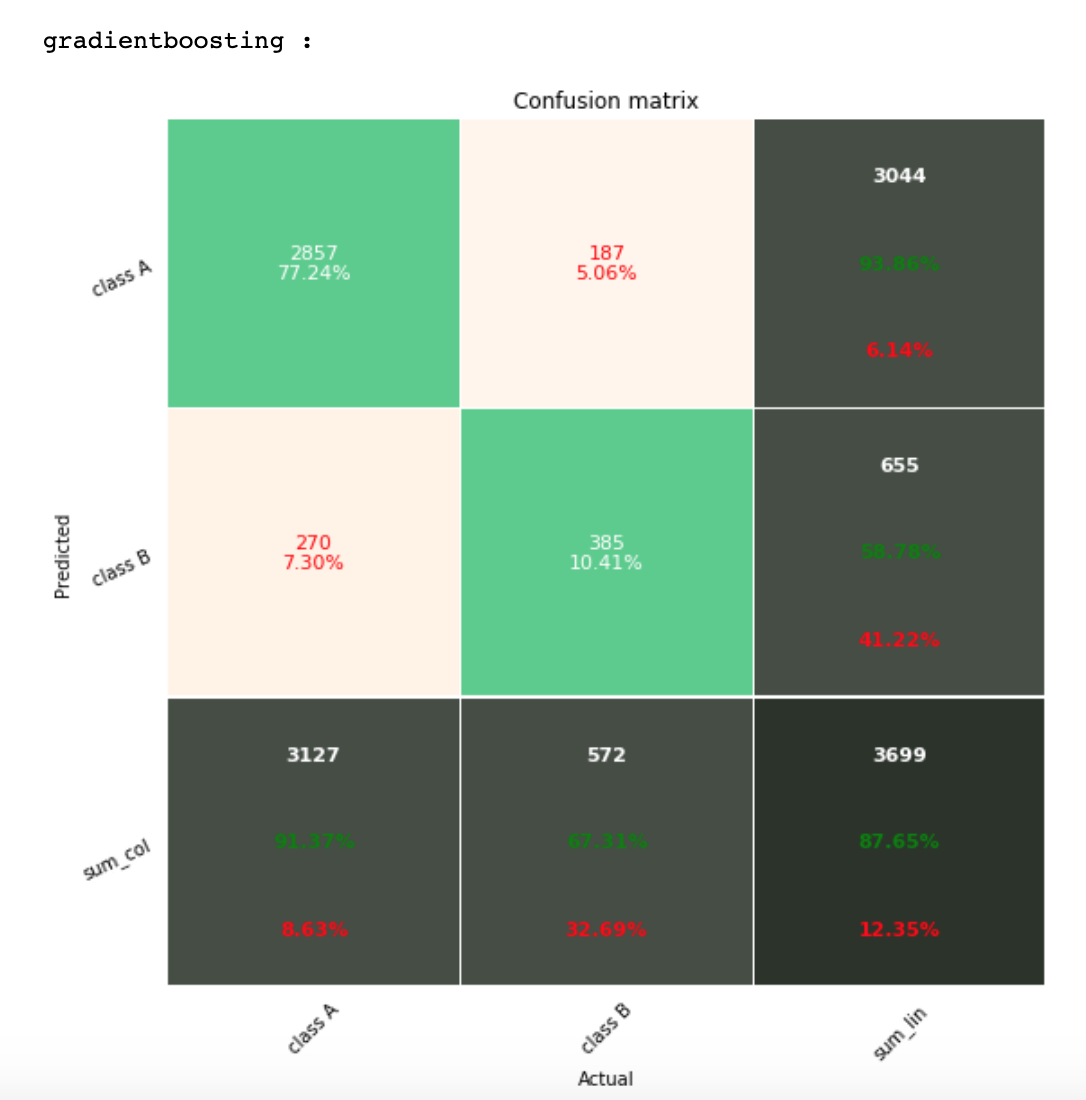 gradientboosting :
Confusion matrix
2857
77.24%
187
5.06%
3044
93.86%
6.14%
class A
270
7.30%
385
10.41%
655
58.78%
41.22%
class B
Predicted
3127
91.37%
8.63%
572
67.31%
32.69%
3699
87.65%
12.35%
sum_col
class A
class B
sum_lin
Actual